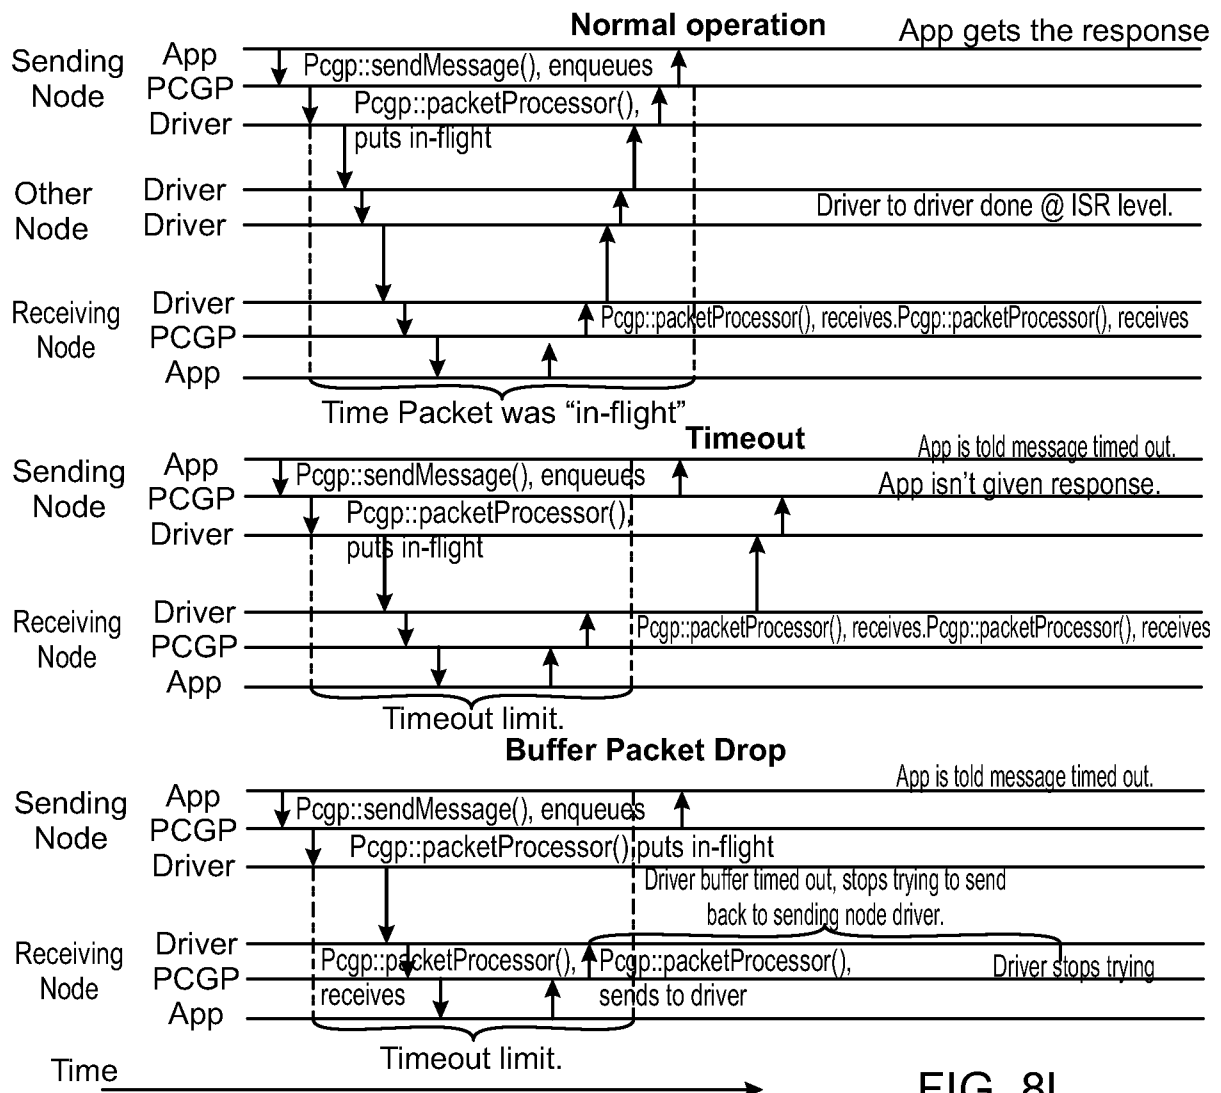 Normal operation
App gets the response
Sending
Node
App
Pcgp::sendMessage(), enqueues
PCGP
Pcgp::packetProcessor(),
Driver
puts in-flight
Other
Node
Driver
Driver to driver done @ ISR level.
Driver
Receiving
Node
Driver
Pcgp::packetProcessor(), receives.Pcgp::packetProcessor(), receives
PCGP
App
Time Packet was “in-flight”
Timeout
App is told message timed out.
Sending
Node
App
Pcgp::sendMessage(), enqueues
App isn’t given response.
PCGP
Pcgp::packetProcessor(),
Driver
puts in-flight
Receiving
Node
Driver
Pcgp::packetProcessor(), receives.Pcgp::packetProcessor(), receives
PCGP
App
Timeout limit.
Buffer Packet Drop
App is told message timed out.
Sending
Node
App
Pcgp::sendMessage(), enqueues
PCGP
Pcgp::packetProcessor() puts in-flight
Driver
Driver buffer timed out, stops trying to send
back to sending node driver.
Receiving
Node
Driver
Pcgp::packetProcessor(),
receives
Pcgp::packetProcessor(),
sends to driver
Driver stops trying
PCGP
App
Timeout limit.
Time
FIG.